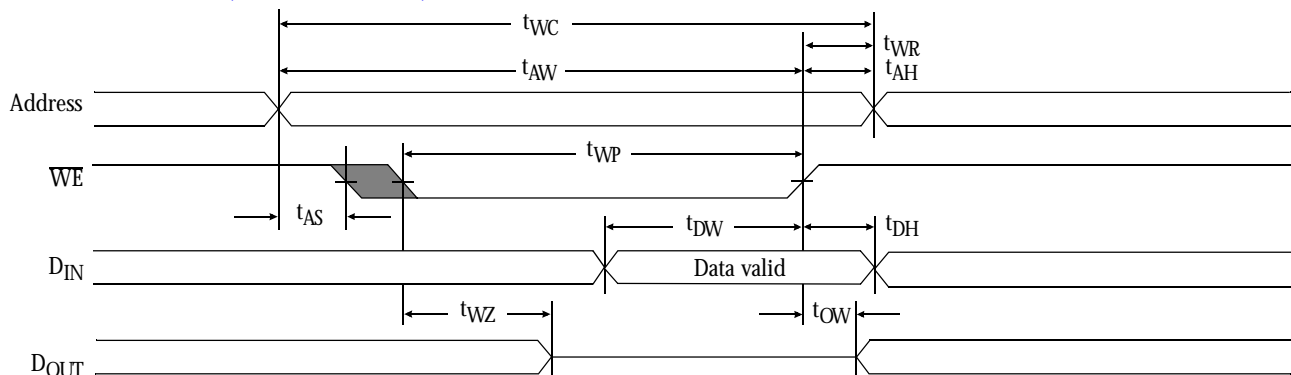 tWC
tWR
tAW
tAH
Address
tWP
WE
tAS
tDW
tDH
DIN
Data valid
tWZ
tOW
DOUT